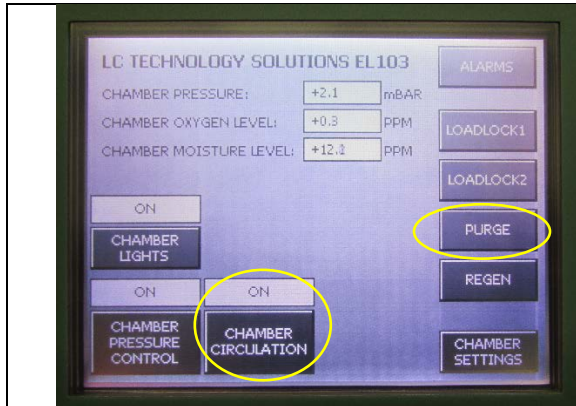 LC TECHNOLOGY SOLUTIONS EL103
ALARMS
CHAMBER PRESSURE: +2.1 mBAR
CHAMBER OXYGEN LEVEL: +0.3 PPM
LOADLOCK1
CHAMBER MOISTURE LEVEL: PPM
LOADLOCK2
ON
PURGE
CHAMBER
LIGHTS
REGEN
ON ON
CHAMBER
PRESSURE
CONTROL
CHAMBER
CIRCULATION
CHAMBER
SETTINGS